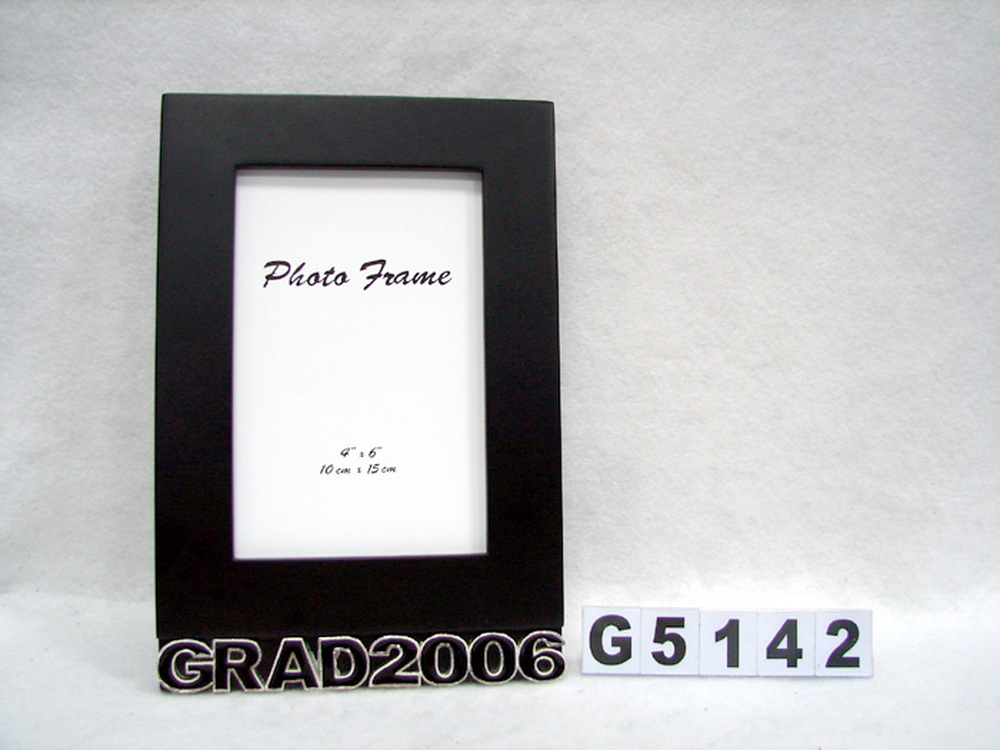 Photo Frame
4" x 6"
10 cm x 15 cm
GRAD2006
G5142